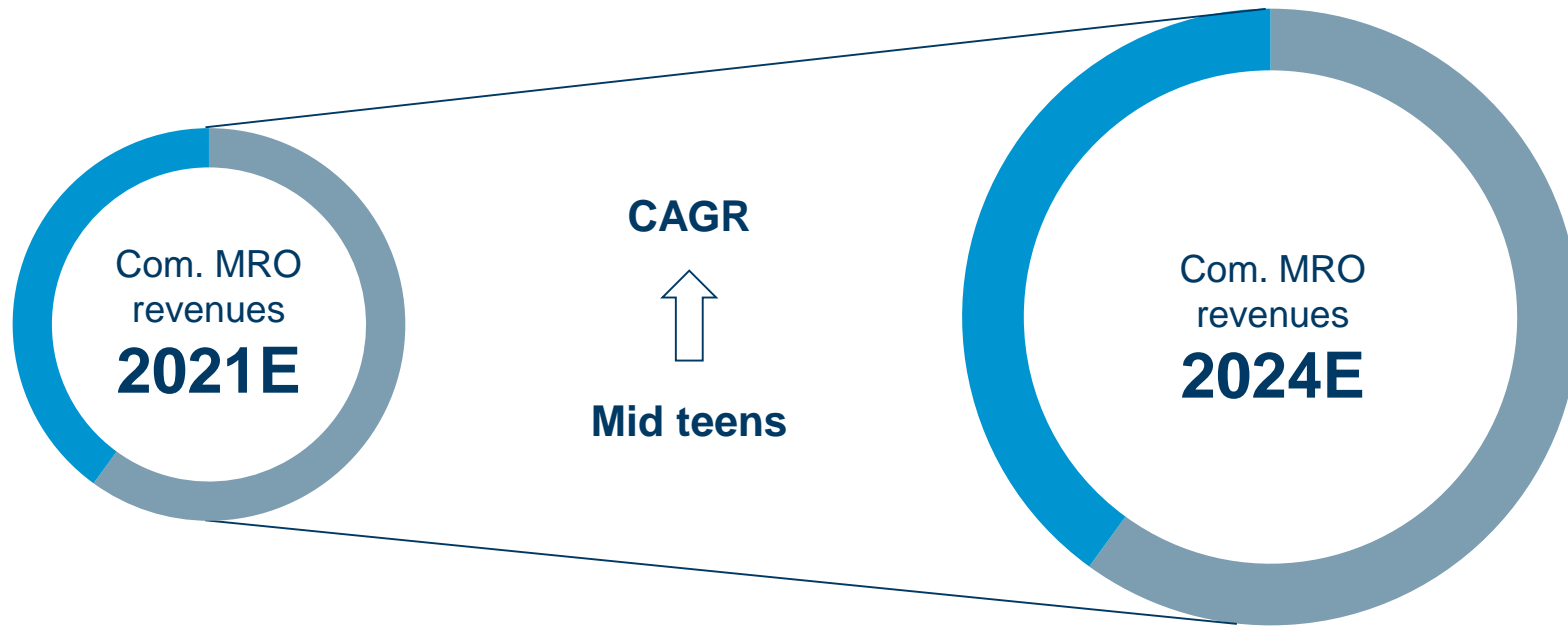 Com. MRO
revenues
2021E
CAGR
Mid teens
Com. MRO
revenues
2024E